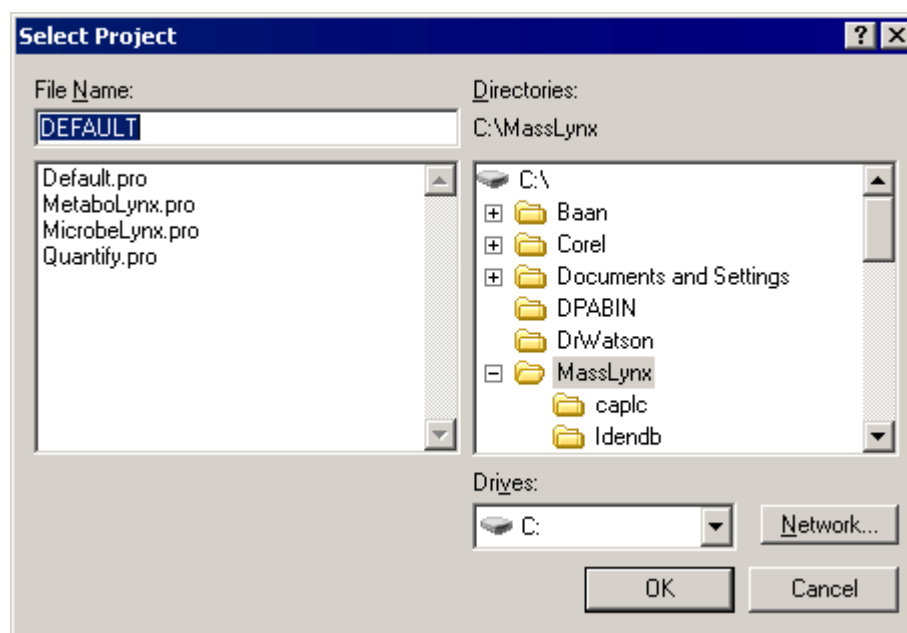 Select Project
File Name:
DEFAULT
Default.pro
MetaboLynx.pro
MicrobeLynx.pro
Quantify.pro
Directories:
C:\MassLynx
C:\
Baan
Corel
Documents and Settings
DPABIN
DrWatson
MassLynx
caplc
Idendb
Drives:
C:
Network...
OK
Cancel